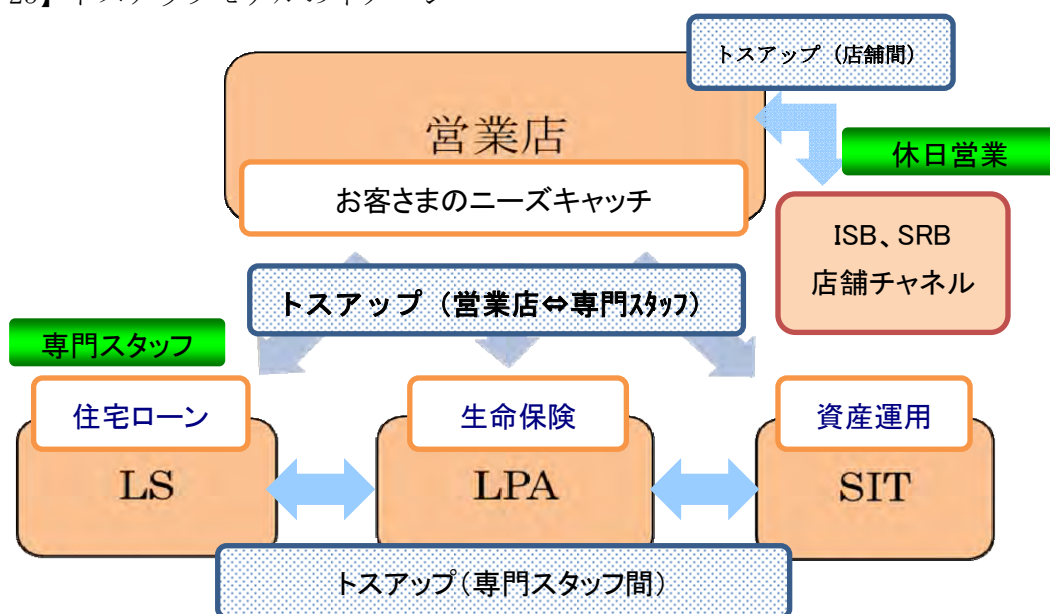 トスアップ（店舗間）
営業店
休日営業
お客さまのニーズキャッチ
ISB、SRB
店舗チャネル
トスアップ（営業店⇔専門ｽﾀｯﾌ）
専門スタッフ
住宅ローン
生命保険
資産運用
LS
LPA
SIT
トスアップ（専門スタッフ間）